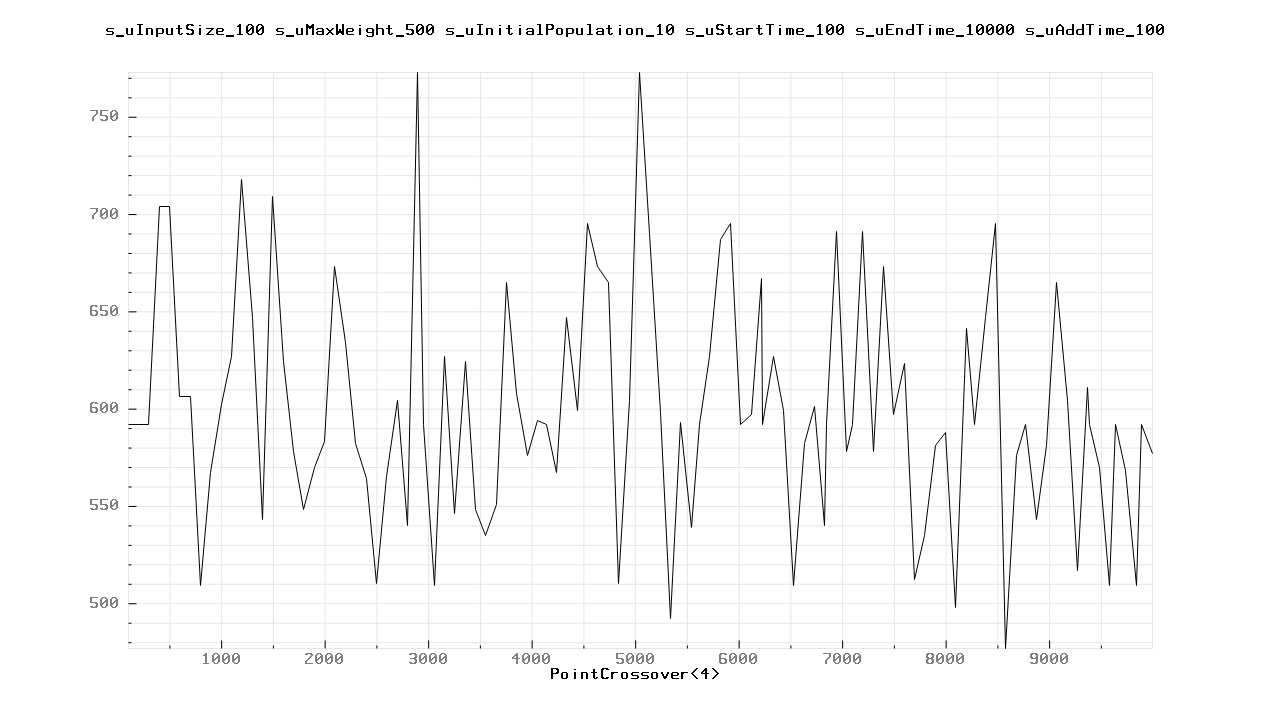 s_uInputSize_100 s_uMaxWeight_500 s_uInitialPopulation_10 s_uStartTime_100 s_uEndTime_10000 s_uAddTime_100
750
700
650
600
550
500
1000 2000 3000 4000 5000 6000 7000 8000 9000
PointCrossover<4>